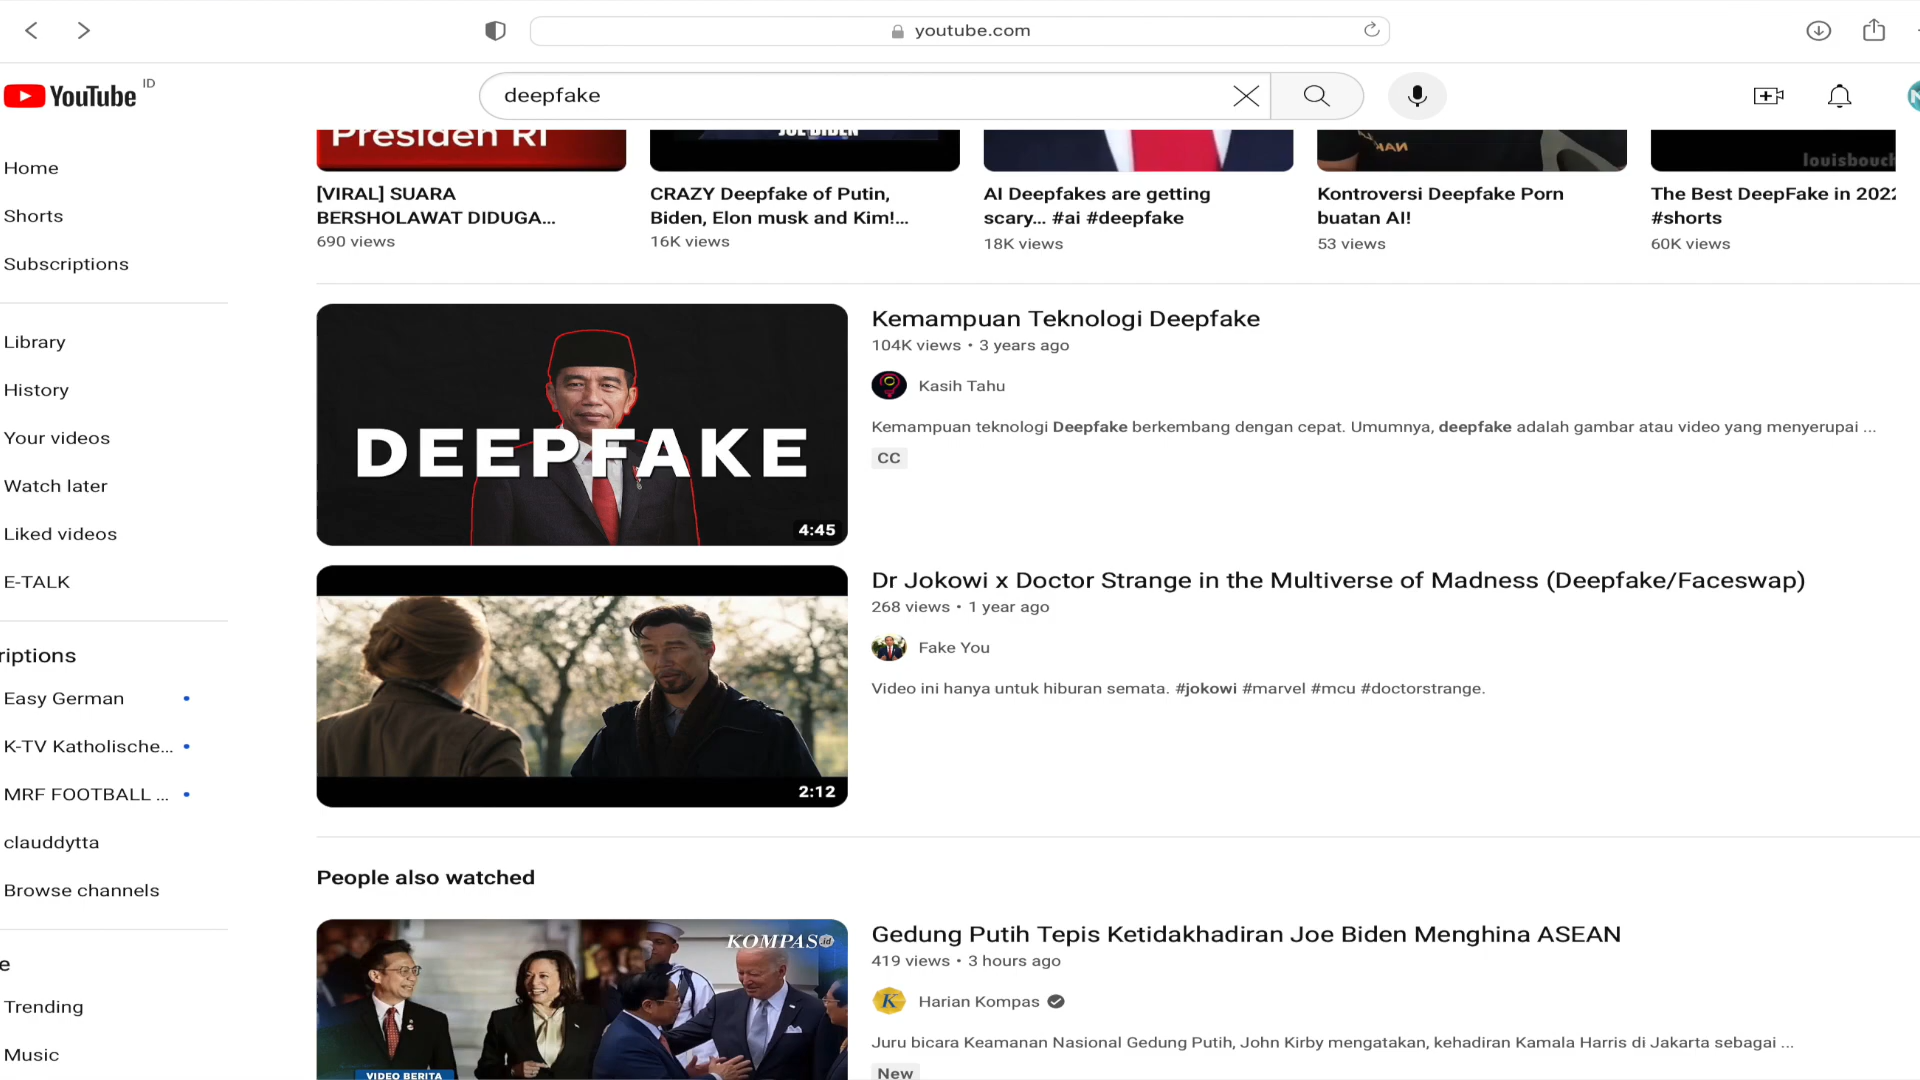 youtube.com
YouTube ID
deepfake
Home
Shorts
Subscriptions
Library
History
Your videos
Watch later
Liked videos
E-TALK
riptions
Easy German
K-TV Katholische...
MRF FOOTBALL ...
clauddytta
Browse channels
e
Trending
Music
Presiden RI
JOE BIDEN
louisbouch
[VIRAL] SUARA
BERSHOLAWAT DIDUGA...
690 views
CRAZY Deepfake of Putin,
Biden, Elon musk and Kim!...
16K views
AI Deepfakes are getting
scary... #ai #deepfake
18K views
Kontroversi Deepfake Porn
buatan AI!
53 views
The Best DeepFake in 2022
#shorts
60K views
DEEPFAKE
4:45
Kemampuan Teknologi Deepfake
104K views • 3 years ago
Kasih Tahu
Kemampuan teknologi Deepfake berkembang dengan cepat. Umumnya, deepfake adalah gambar atau video yang menyerupai ...
CC
2:12
Dr Jokowi x Doctor Strange in the Multiverse of Madness (Deepfake/Faceswap)
268 views • 1 year ago
Fake You
Video ini hanya untuk hiburan semata. #jokowi #marvel #mcu #doctorstrange.
People also watched
KOMPAS.id
VIDEO BERITA
Gedung Putih Tepis Ketidakhadiran Joe Biden Menghina ASEAN
419 views • 3 hours ago
K
Harian Kompas
Juru bicara Keamanan Nasional Gedung Putih, John Kirby mengatakan, kehadiran Kamala Harris di Jakarta sebagai ...
New